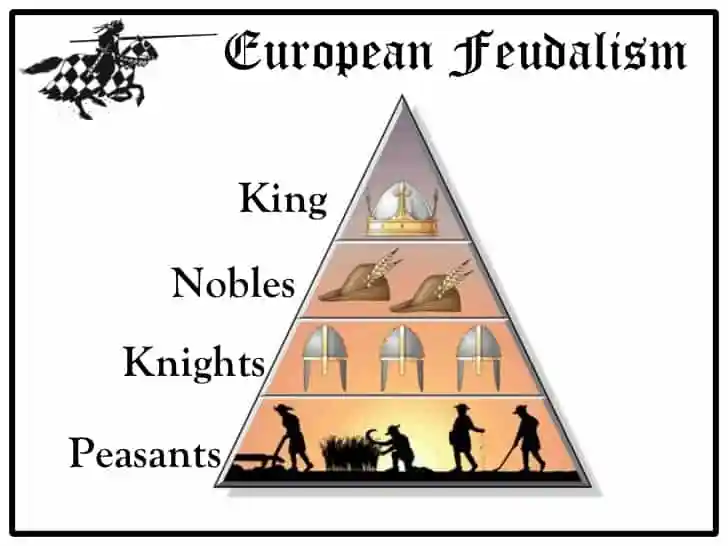 European Feudalism
King
Nobles
Knights
Peasants